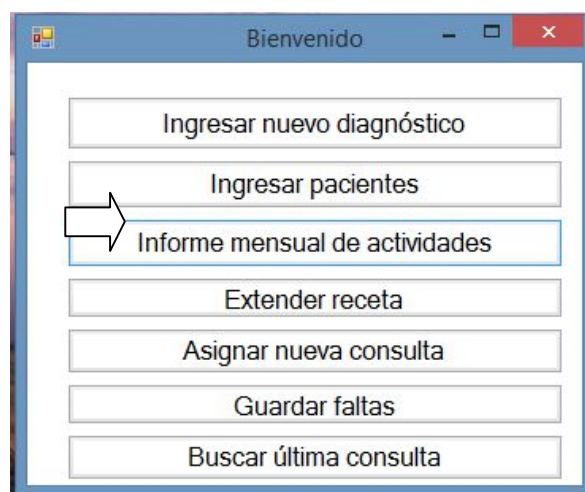 Bienvenido
Ingresar nuevo diagnóstico
Ingresar pacientes
Informe mensual de actividades
Extender receta
Asignar nueva consulta
Guardar faltas
Buscar última consulta